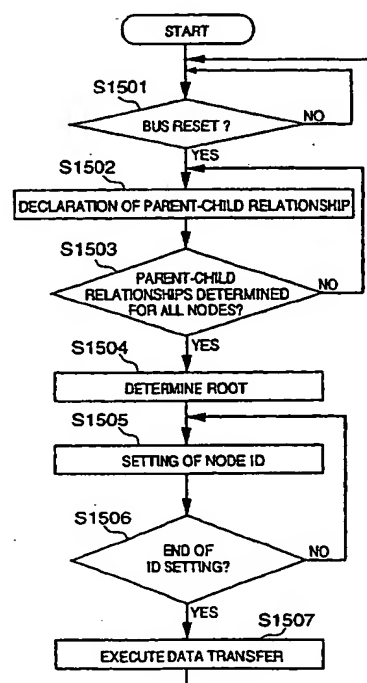 START
S1501
BUS RESET ?
NO
YES
S1502
DECLARATION OF PARENT-CHILD RELATIONSHIP
S1503
PARENT-CHILD
RELATIONSHIPS DETERMINED
FOR ALL NODES?
NO
YES
S1504
DETERMINE ROOT
S1505
SETTING OF NODE ID
S1506
END OF
ID SETTING?
NO
YES
S1507
EXECUTE DATA TRANSFER